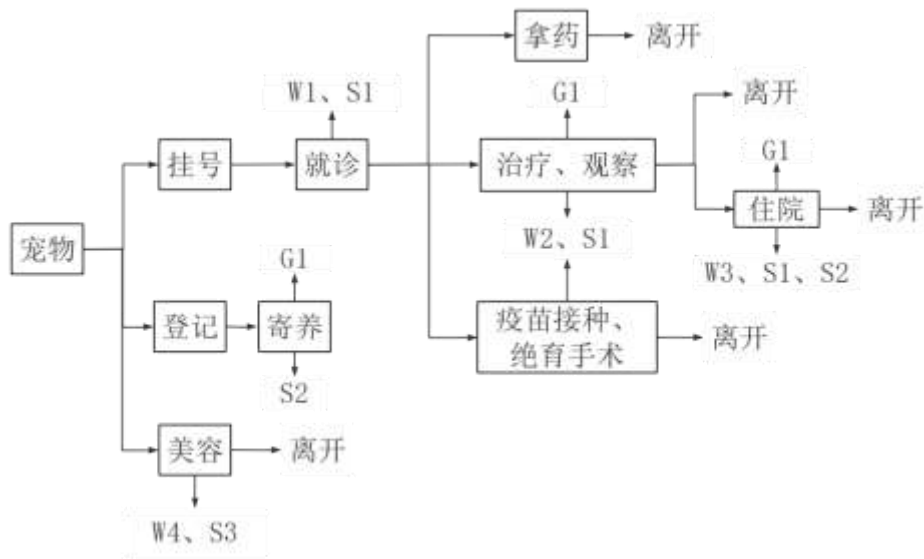 拿药
离开
W1、S1
G1
离开
挂号
就诊
治疗、观察
G1
住院
离开
宠物
G1
W2、S1
W3、S1、S2
登记
寄养
疫苗接种、
绝育手术
离开
S2
美容
离开
W4、S3